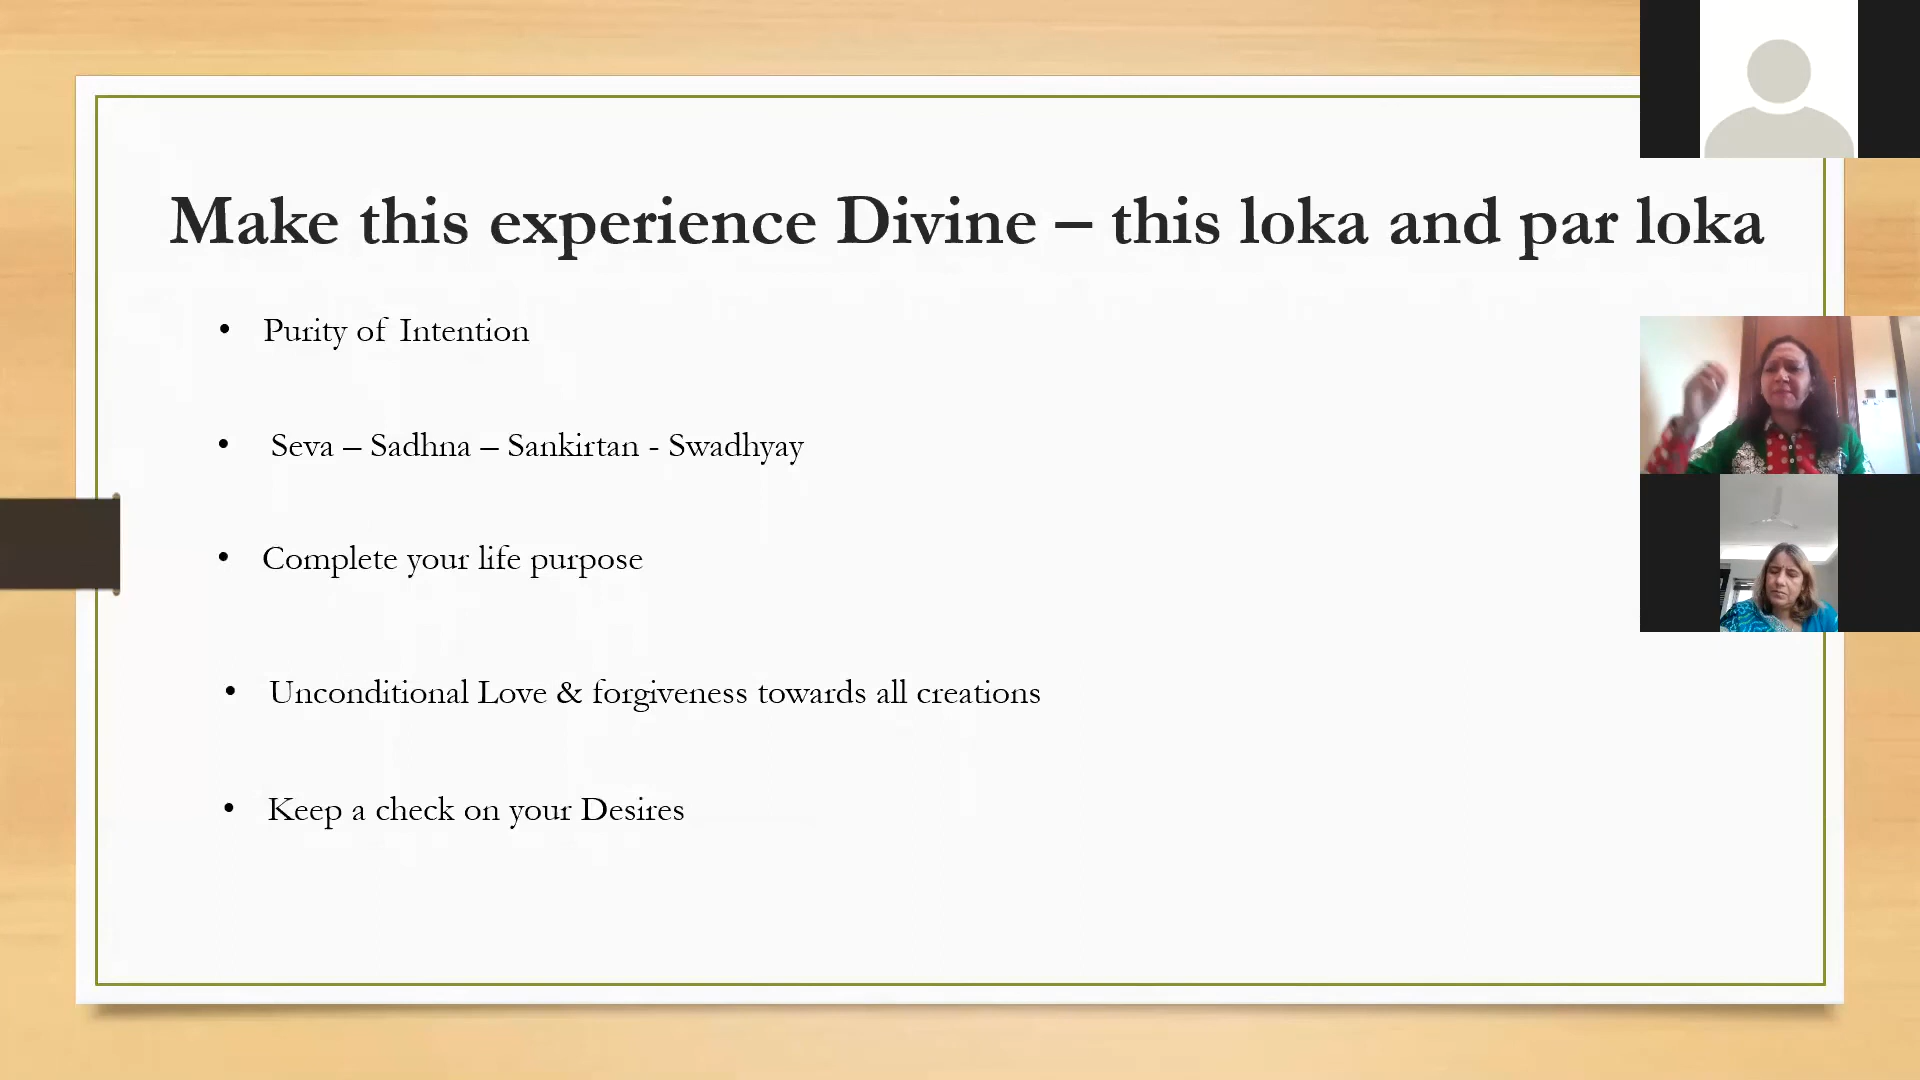 Make this experience Divine – this loka and par loka
• Purity of Intention
• Seva – Sadhna – Sankirtan - Swadhyay
• Complete your life purpose
• Unconditional Love & forgiveness towards all creations
• Keep a check on your Desires